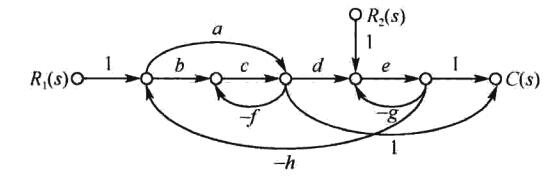 R₂(s)
a
1
R₁(s) 1 b c d e 1 C(s)
-f -g
-h 1